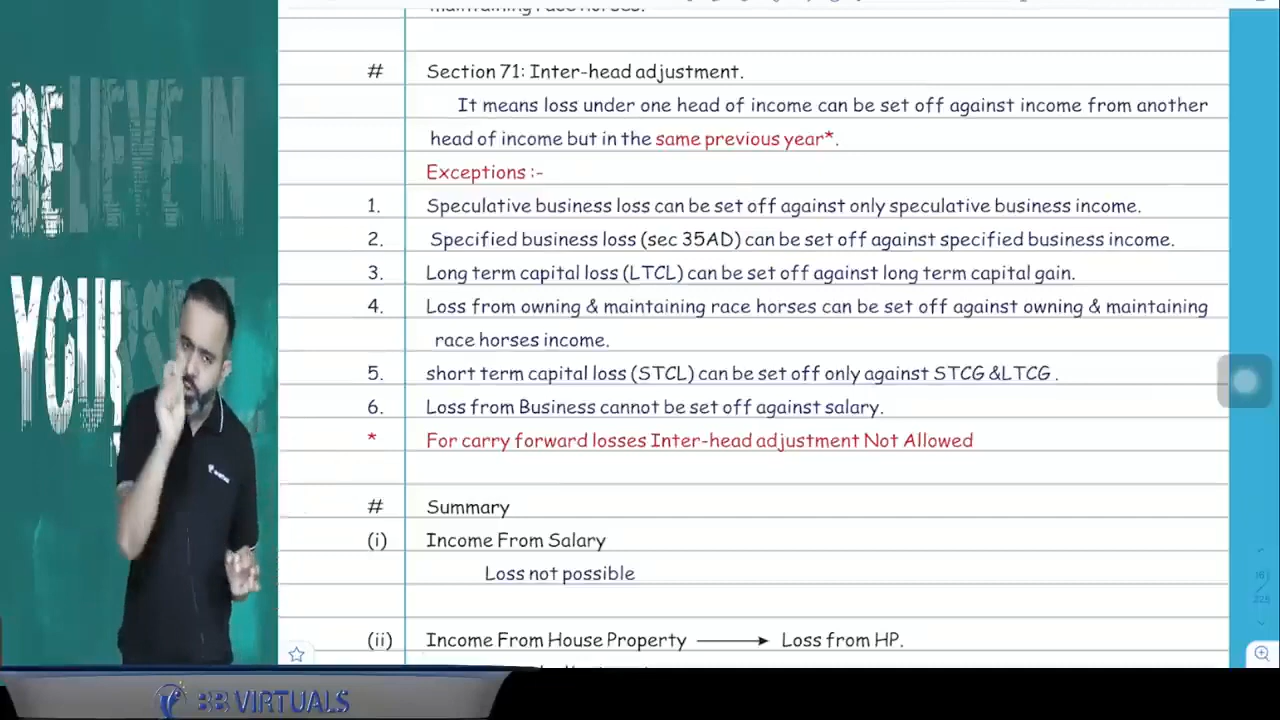 BELIEVE IN
maintaining race horses.
# Section 71: Inter-head adjustment.
It means loss under one head of income can be set off against income from another
head of income but in the same previous year*.
Exceptions :-
1. Speculative business loss can be set off against only speculative business income.
2. Specified business loss (sec 35AD) can be set off against specified business income.
3. Long term capital loss (LTCL) can be set off against long term capital gain.
4. Loss from owning & maintaining race horses can be set off against owning & maintaining
race horses income.
5. short term capital loss (STCL) can be set off only against STCG &LTCG .
6. Loss from Business cannot be set off against salary.
* For carry forward losses Inter-head adjustment Not Allowed
# Summary
(i) Income From Salary
Loss not possible
(ii) Income From House Property → Loss from HP.
BB VIRTUALS